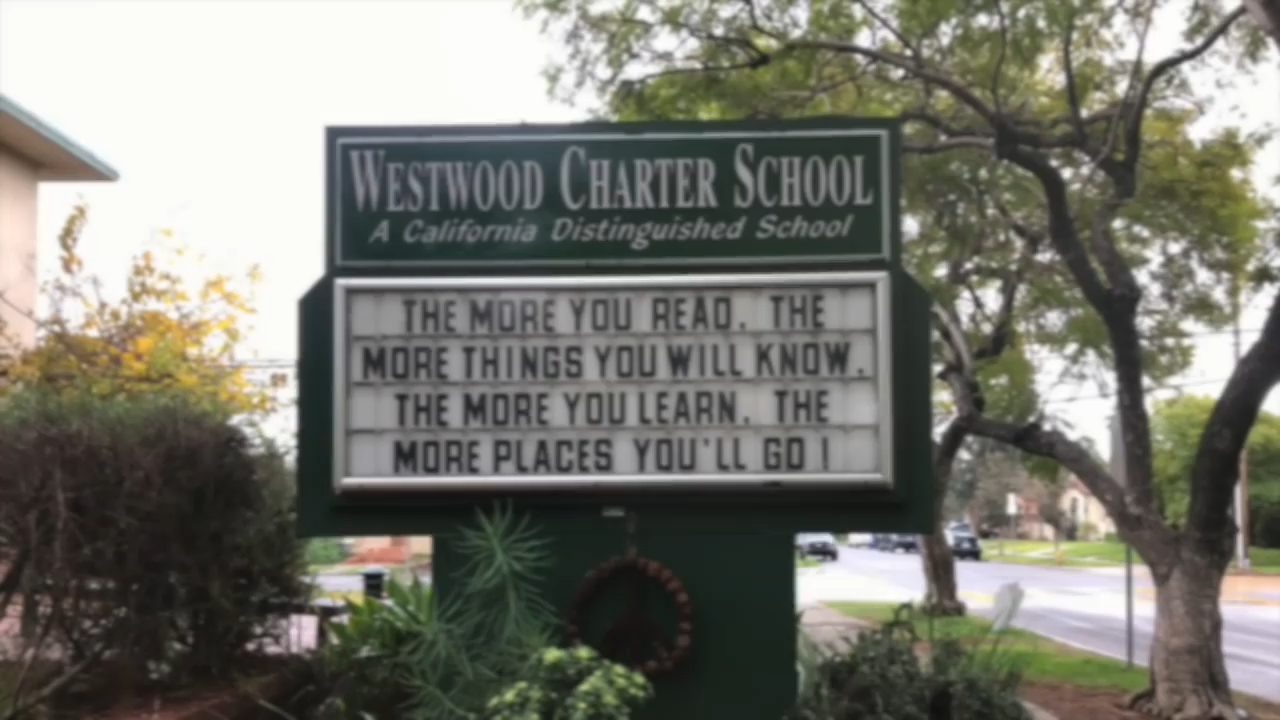 WESTWOOD CHARTER SCHOOL
A California Distinguished School
THE MORE YOU READ, THE
MORE THINGS YOU WILL KNOW.
THE MORE YOU LEARN, THE
MORE PLACES YOU'LL GO!